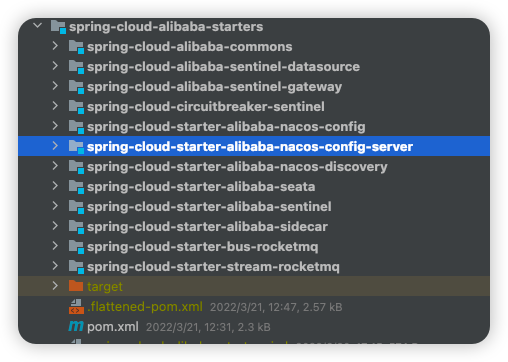 spring-cloud-alibaba-starters
spring-cloud-alibaba-commons
spring-cloud-alibaba-sentinel-datasource
spring-cloud-alibaba-sentinel-gateway
spring-cloud-circuitbreaker-sentinel
spring-cloud-starter-alibaba-nacos-config
spring-cloud-starter-alibaba-nacos-config-server
spring-cloud-starter-alibaba-nacos-discovery
spring-cloud-starter-alibaba-seata
spring-cloud-starter-alibaba-sentinel
spring-cloud-starter-alibaba-sidecar
spring-cloud-starter-bus-rocketmq
spring-cloud-starter-stream-rocketmq
target
.flattened-pom.xml 2022/3/21, 12:47, 2.57 kB
pom.xml 2022/3/21, 12:31, 2.3 kB